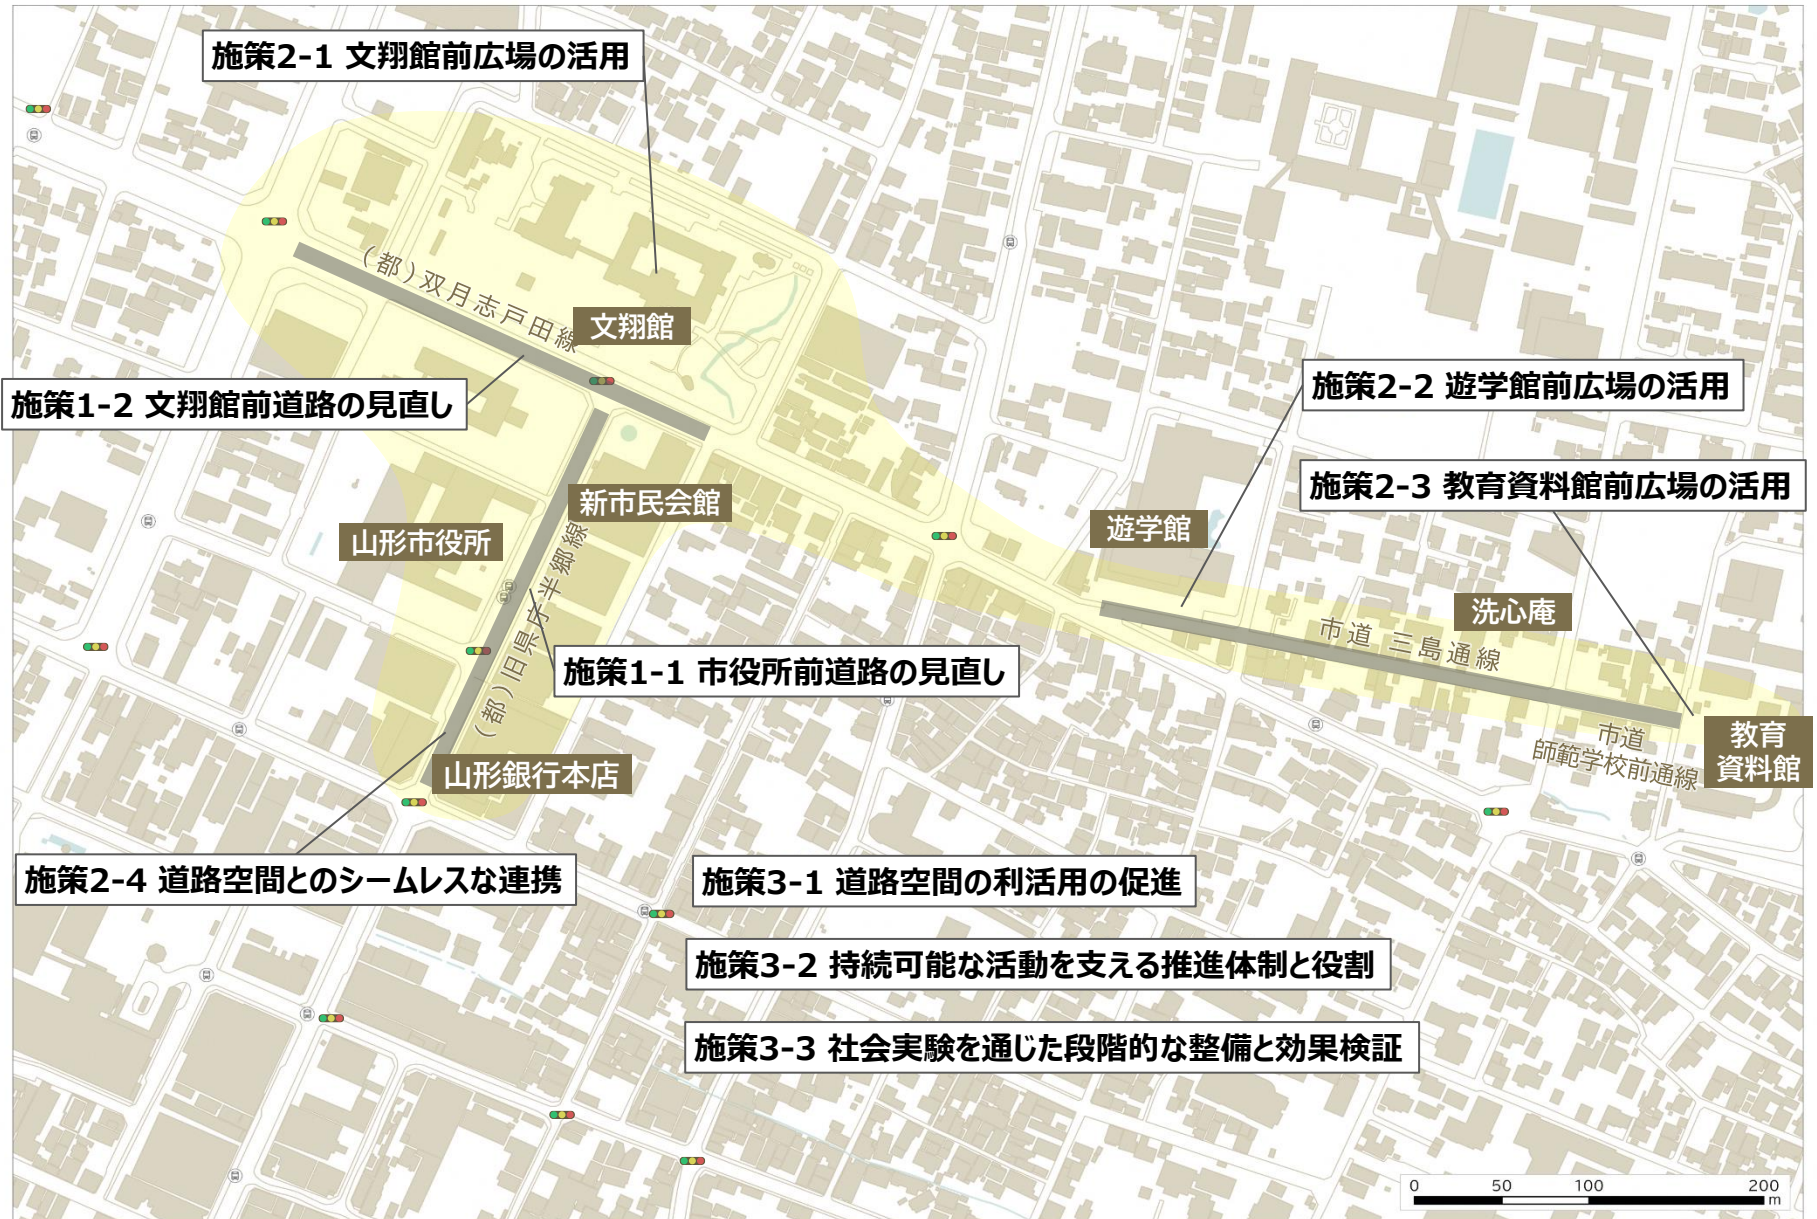 施策2-1 文翔館前広場の活用
(都)双月志戸田線
文翔館
施策1-2 文翔館前道路の見直し
施策2-2 遊学館前広場の活用
施策2-3 教育資料館前広場の活用
新市民会館
山形市役所
遊学館
(都)旧県庁半郷線
洗心庵
市道 三島通線
施策1-1 市役所前道路の見直し
市道
師範学校前通線
教育
資料館
山形銀行本店
施策2-4 道路空間とのシームレスな連携
施策3-1 道路空間の利活用の促進
施策3-2 持続可能な活動を支える推進体制と役割
施策3-3 社会実験を通じた段階的な整備と効果検証
0 50 100 200
m